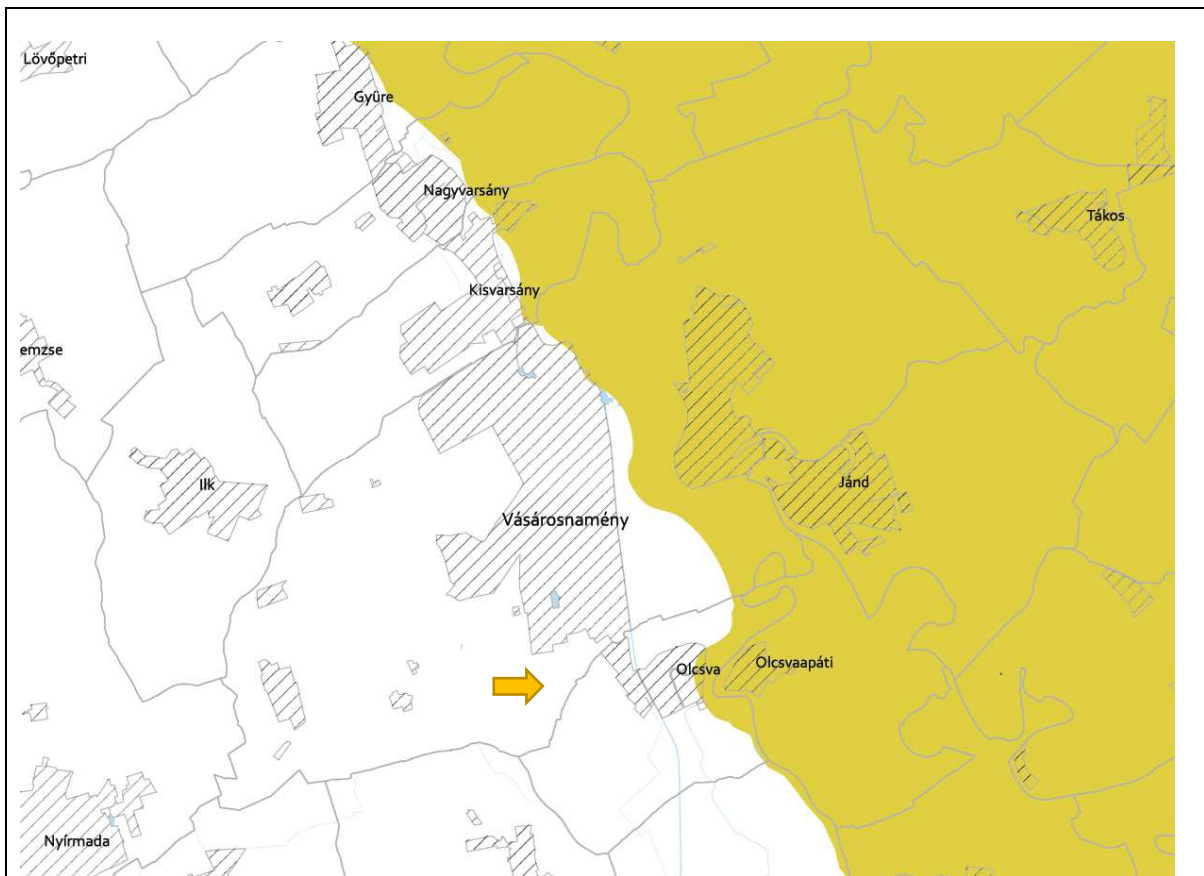 Lövőpetri
Gyüre
Nagyvarsány
Tákos
Kisvarsány
emzse
Ilk
Jánd
Vásárosnamény
Olcsva
Olcsvaapáti
Nyírmada